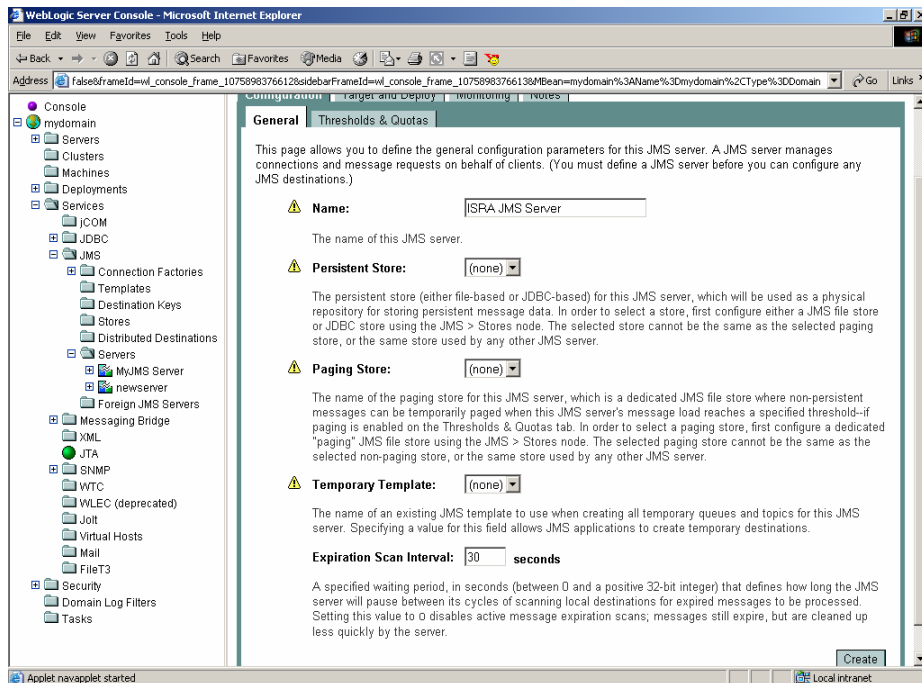 WebLogic Server Console - Microsoft Internet Explorer
File Edit View Favorites Tools Help
Back Search Favorites Media
Address false&frameId=wl_console_frame_1075898376612&sidebarFrameId=wl_console_frame_1075898376613&MBean=mydomain%3AName%3Dmydomain%2CType%3DDomain Go Links
Console
mydomain
Servers
Clusters
Machines
Deployments
Services
jCOM
JDBC
JMS
Connection Factories
Templates
Destination Keys
Stores
Distributed Destinations
Servers
MyJMS Server
newserver
Foreign JMS Servers
Messaging Bridge
XML
JTA
SNMP
WTC
WLEC (deprecated)
Jolt
Virtual Hosts
Mail
FileT3
Security
Domain Log Filters
Tasks
Configuration Target and Deploy Monitoring Notes
General Thresholds & Quotas
This page allows you to define the general configuration parameters for this JMS server. A JMS server manages
connections and message requests on behalf of clients. (You must define a JMS server before you can configure any
JMS destinations.)
Name: ISRA JMS Server
The name of this JMS server.
Persistent Store: (none)
The persistent store (either file-based or JDBC-based) for this JMS server, which will be used as a physical
repository for storing persistent message data. In order to select a store, first configure either a JMS file store
or JDBC store using the JMS > Stores node. The selected store cannot be the same as the selected paging
store, or the same store used by any other JMS server.
Paging Store: (none)
The name of the paging store for this JMS server, which is a dedicated JMS file store where non-persistent
messages can be temporarily paged when this JMS server's message load reaches a specified threshold--if
paging is enabled on the Thresholds & Quotas tab. In order to select a paging store, first configure a dedicated
"paging" JMS file store using the JMS > Stores node. The selected paging store cannot be the same as the
selected non-paging store, or the same store used by any other JMS server.
Temporary Template: (none)
The name of an existing JMS template to use when creating all temporary queues and topics for this JMS
server. Specifying a value for this field allows JMS applications to create temporary destinations.
Expiration Scan Interval: 30 seconds
A specified waiting period, in seconds (between 0 and a positive 32-bit integer) that defines how long the JMS
server will pause between its cycles of scanning local destinations for expired messages to be processed.
Setting this value to 0 disables active message expiration scans; messages still expire, but are cleaned up
less quickly by the server.
Create
Applet navapplet started Local intranet